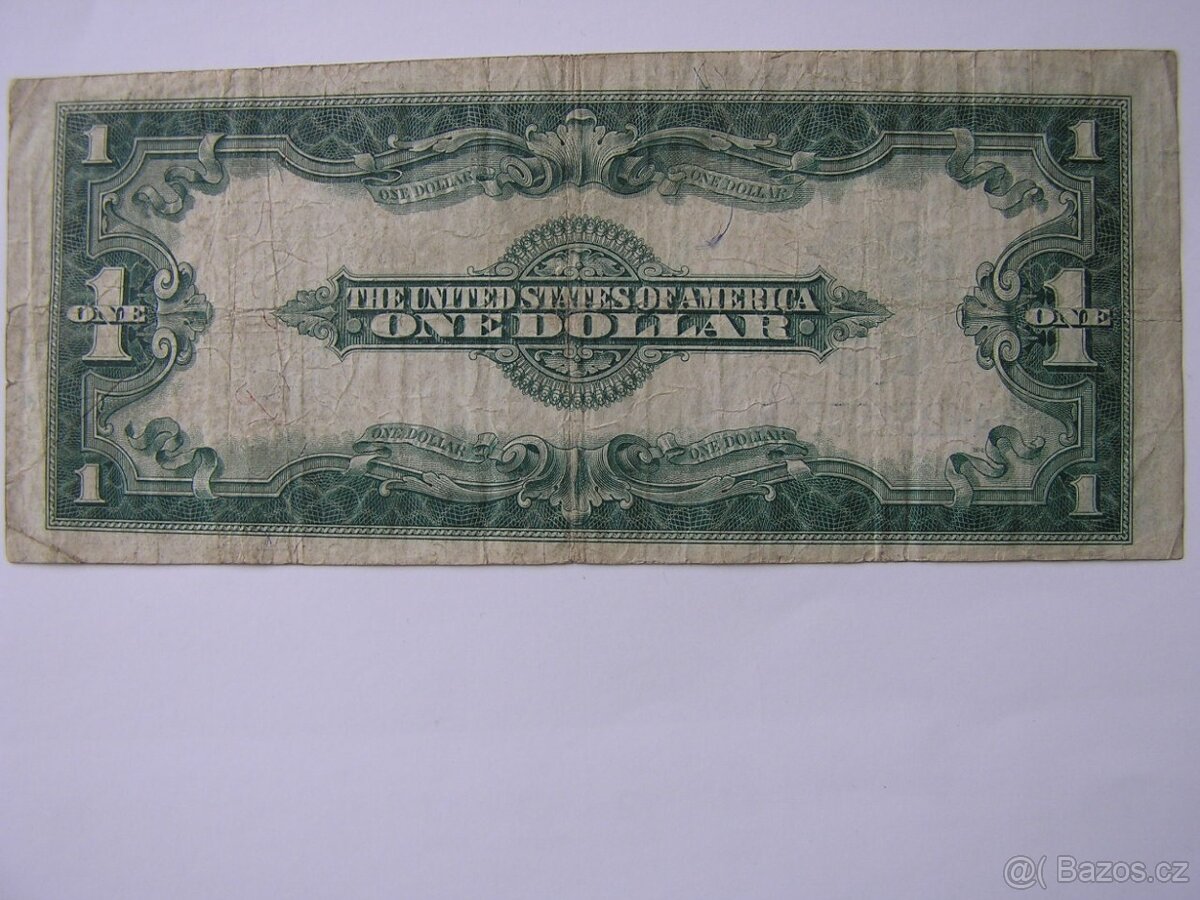 1 1
ONE DOLLAR ONE DOLLAR
THE UNITED STATES OF AMERICA
1 ONE ONE DOLLAR 1 ONE
ONE DOLLAR ONE DOLLAR
1 1
@( Bazos.cz